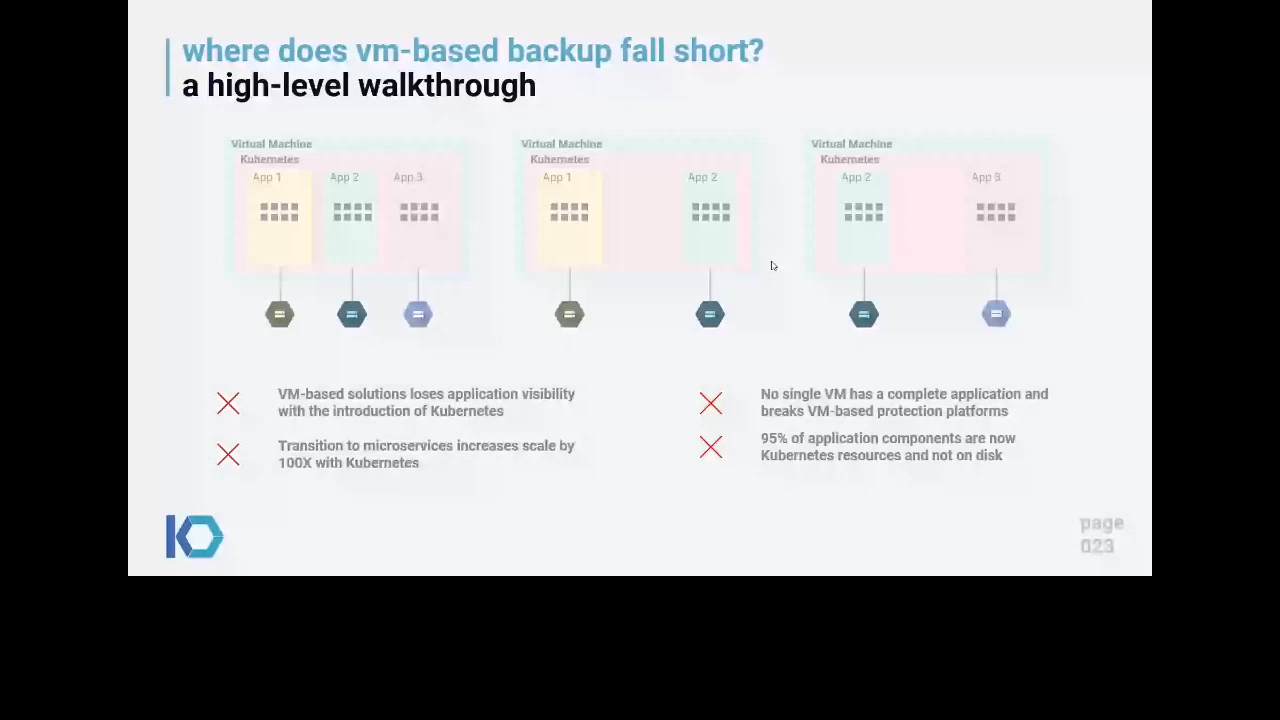 where does vm-based backup fall short?
a high-level walkthrough
Virtual Machine
Kubernetes
App 1
App 2
App 3
Virtual Machine
Kubernetes
App 1
App 2
Virtual Machine
Kubernetes
App 2
App 3
VM-based solutions loses application visibility
with the introduction of Kubernetes
Transition to microservices increases scale by
100X with Kubernetes
No single VM has a complete application and
breaks VM-based protection platforms
95% of application components are now
Kubernetes resources and not on disk
page
023